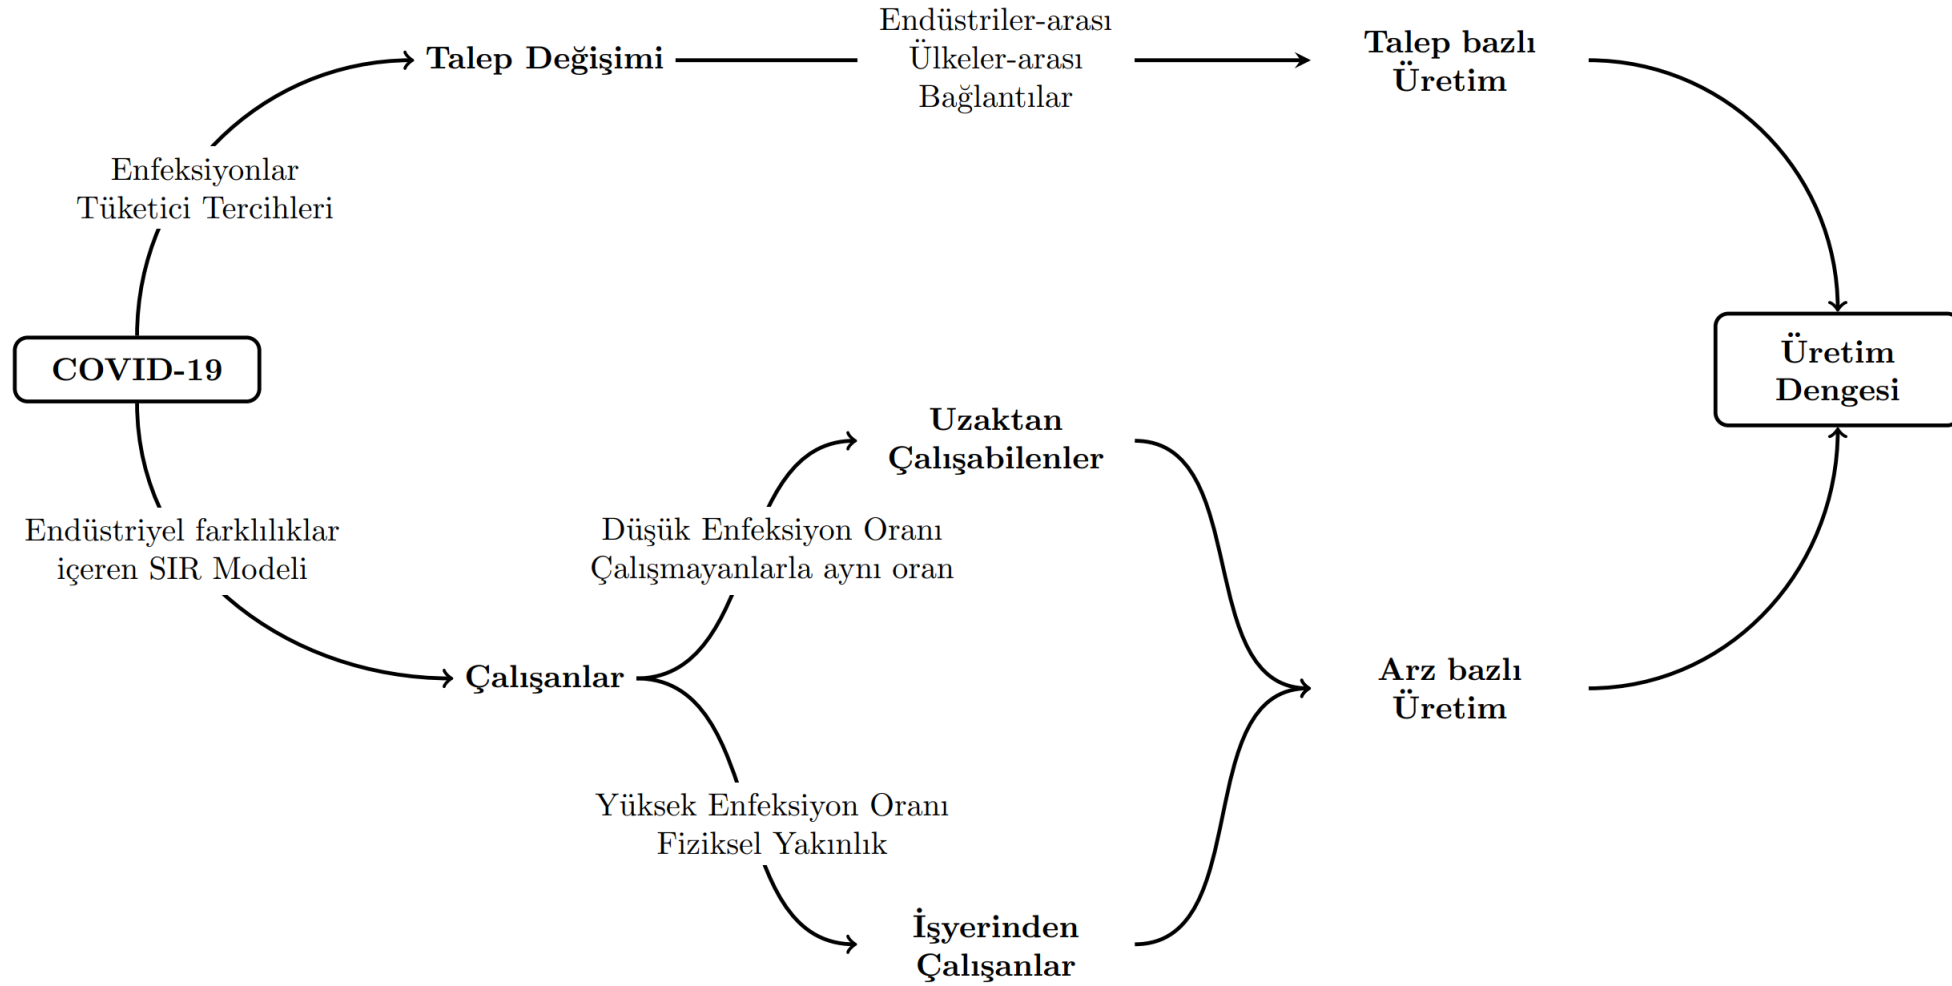 Endüstriler-arası
Ülkeler-arası
Bağlantılar
Talep Değişimi
Talep bazlı
Üretim
Enfeksiyonlar
Tüketici Tercihleri
COVID-19
Üretim
Dengesi
Uzaktan
Çalışabilenler
Endüstriyel farklılıklar
içeren SIR Modeli
Düşük Enfeksiyon Oranı
Çalışmayanlarla aynı oran
Çalışanlar
Arz bazlı
Üretim
Yüksek Enfeksiyon Oranı
Fiziksel Yakınlık
İşyerinden
Çalışanlar